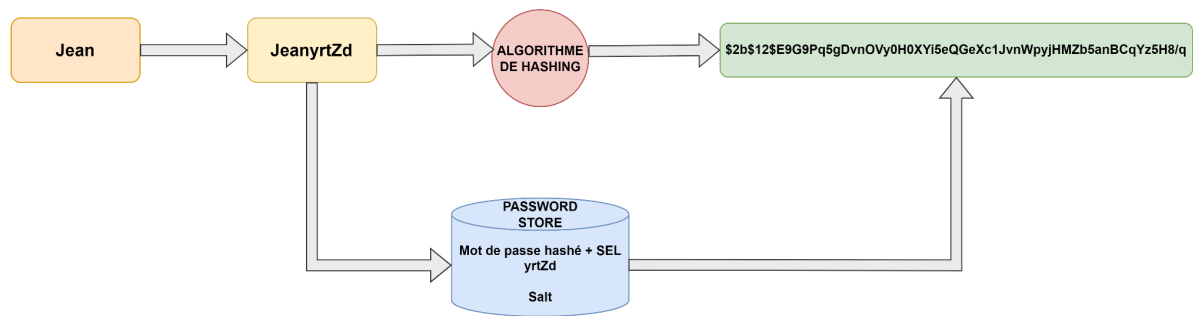 Jean
JeanyrtZd
ALGORITHME
DE HASHING
$2b$12$E9G9Pq5gDvnOVy0H0XYi5eQGeXc1JvnWpyjHMZb5anBCqYz5H8/q
PASSWORD
STORE
Mot de passe hashé + SEL
yrtZd
Salt